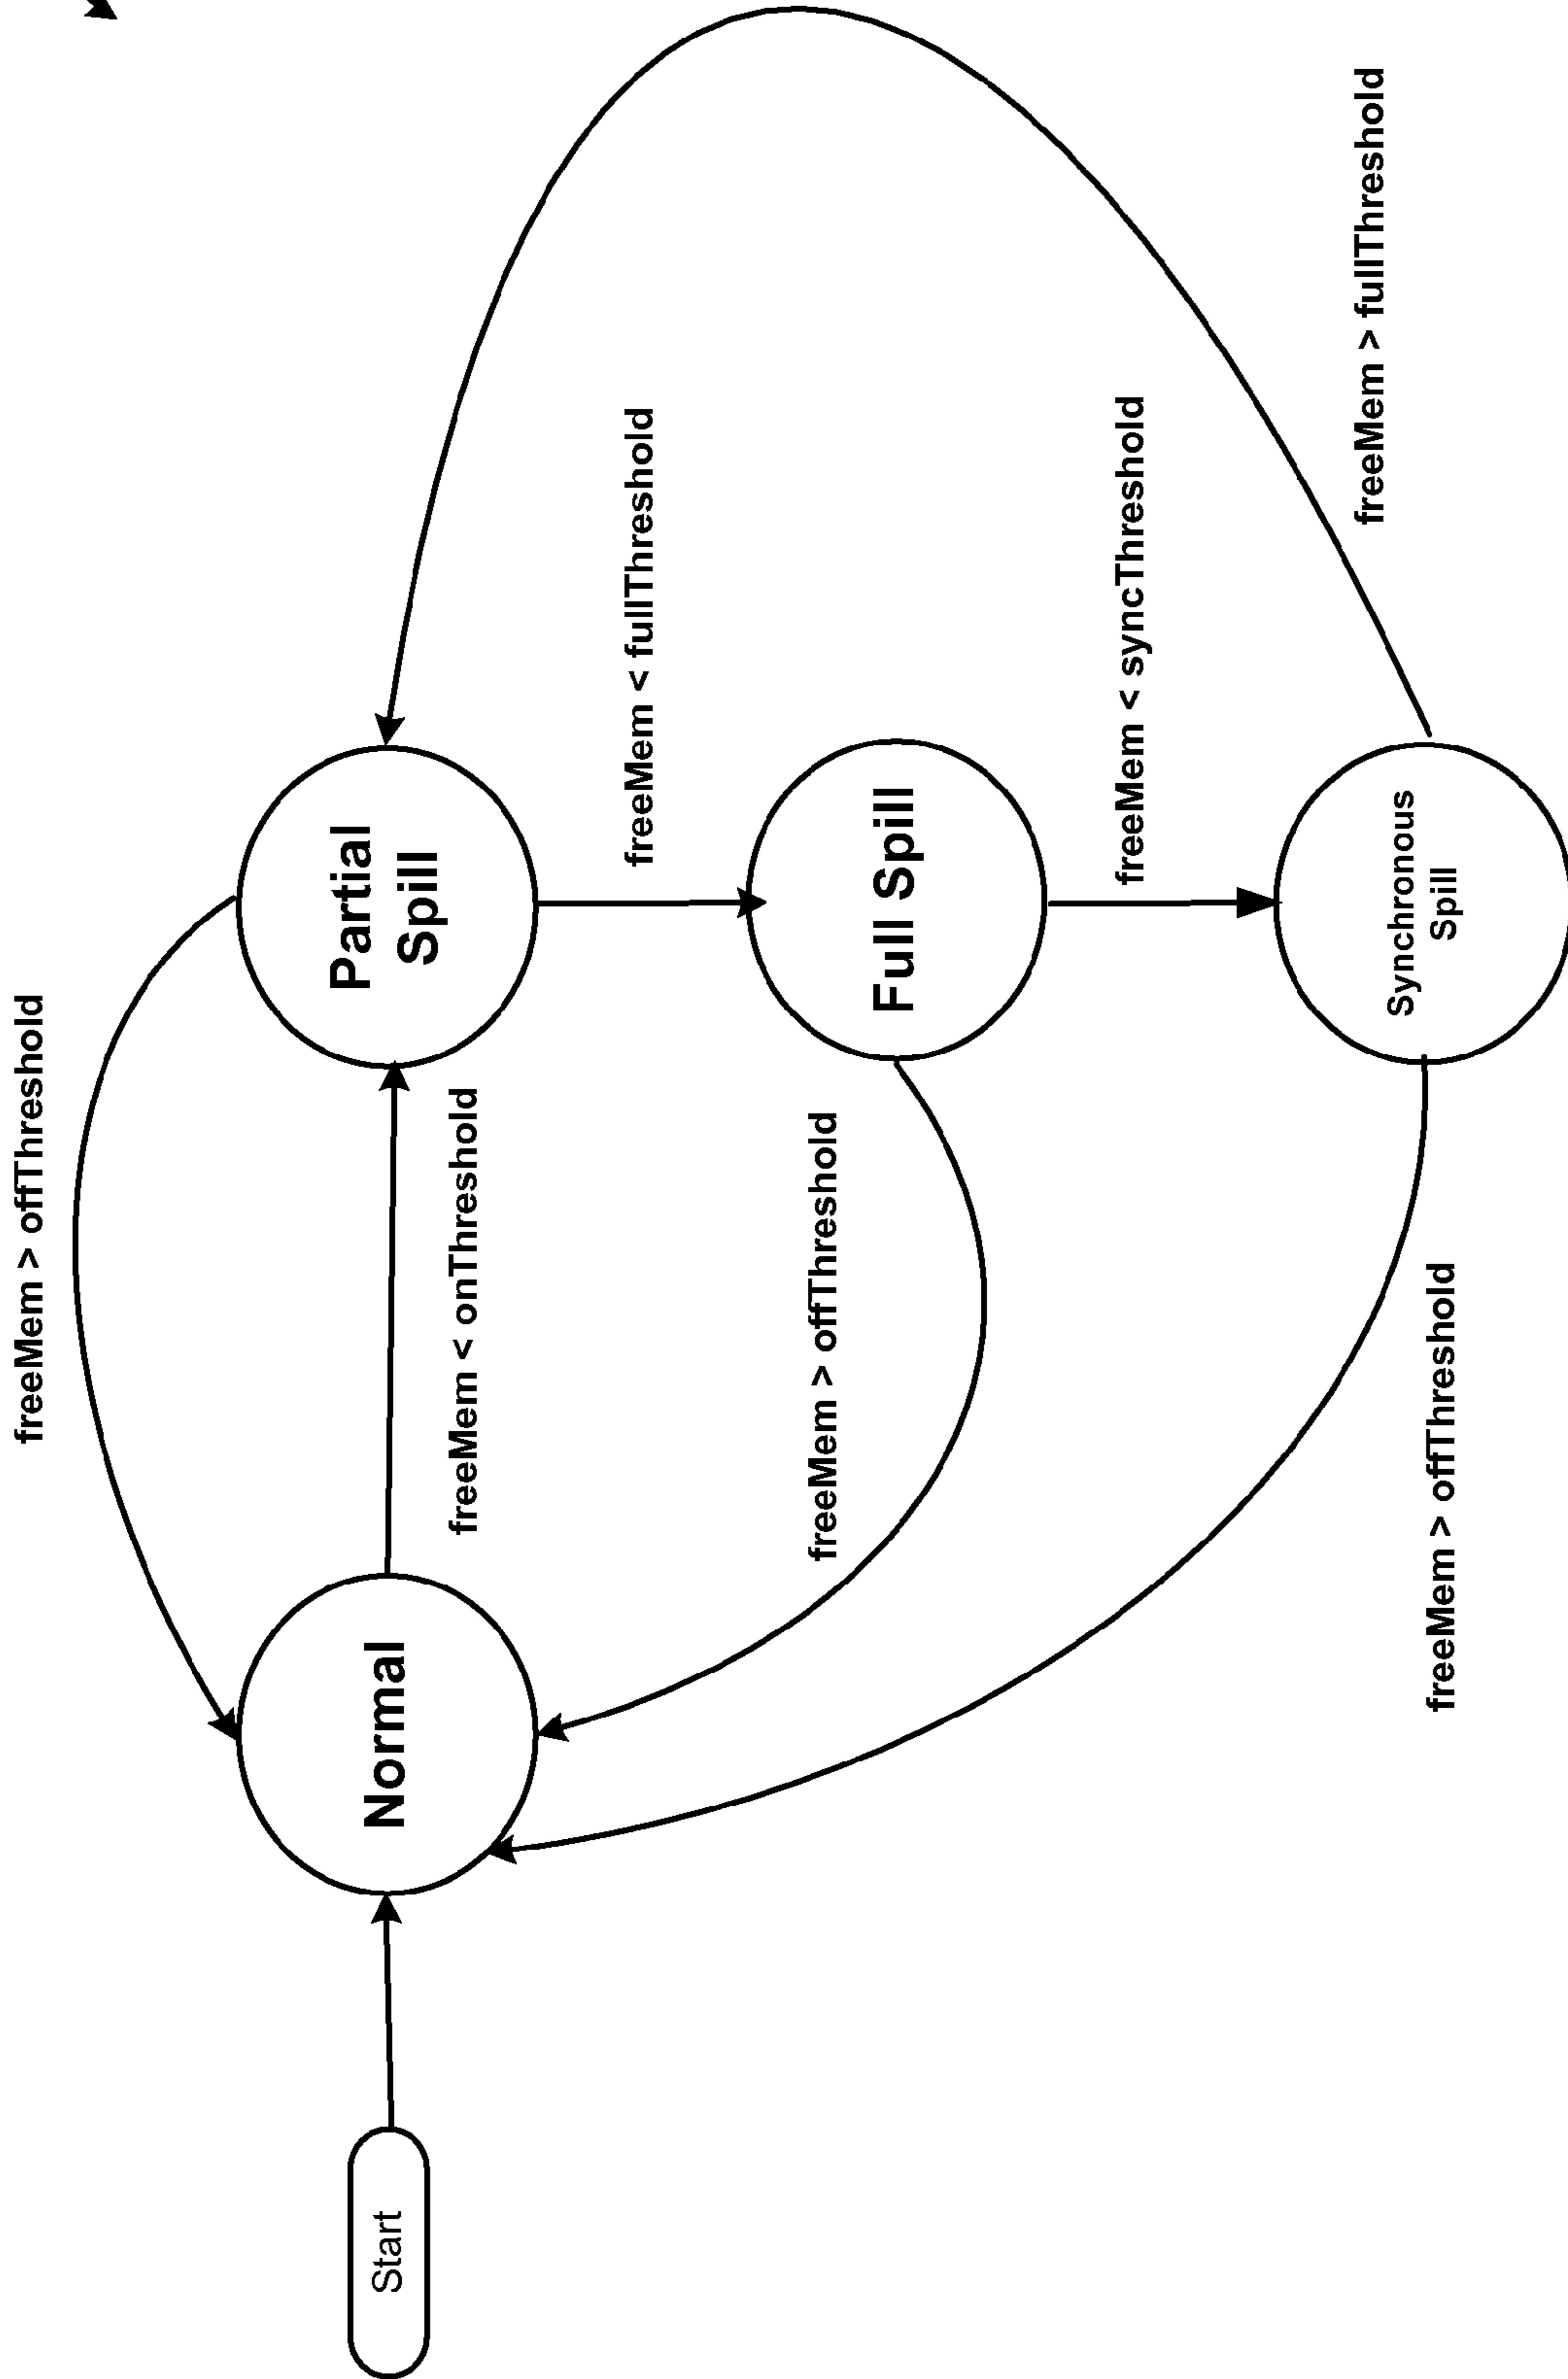 freeMem > offThreshold
Start
Normal
freeMem < onThreshold
Partial
Spill
freeMem < fullThreshold
freeMem > offThreshold
Full Spill
freeMem < syncThreshold
freeMem > offThreshold
Synchronous
Spill
freeMem > fullThreshold